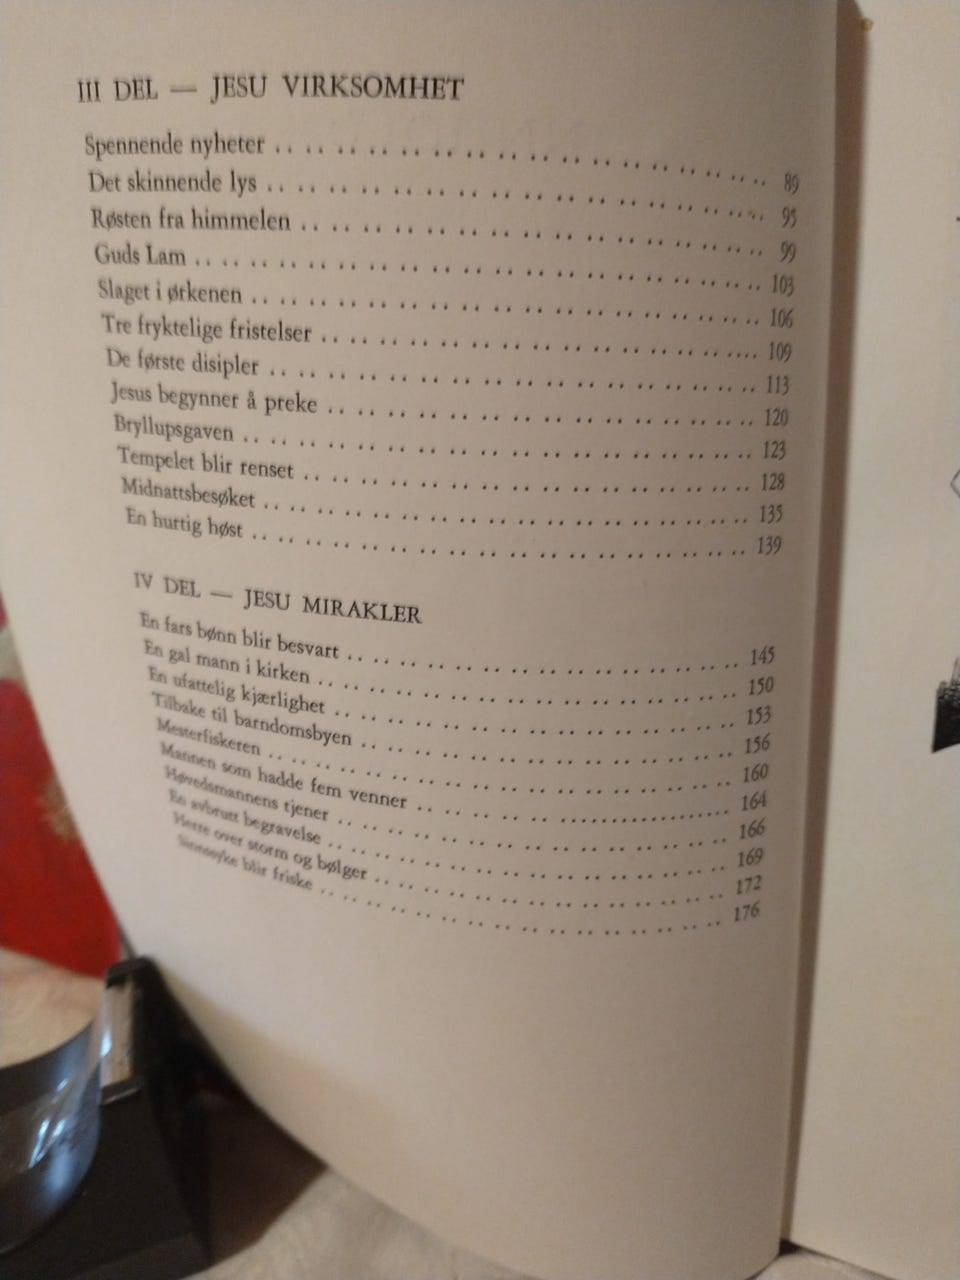 III DEL — JESU VIRKSOMHET
Spennende nyheter . . . . . . . . . . . . . . . . . . . . . . . . . . . . . . 89
Det skinnende lys . . . . . . . . . . . . . . . . . . . . . . . . . . . . . . 95
Røsten fra himmelen . . . . . . . . . . . . . . . . . . . . . . . . . . . . . . 99
Guds Lam . . . . . . . . . . . . . . . . . . . . . . . . . . . . . . 103
Slaget i ørkenen . . . . . . . . . . . . . . . . . . . . . . . . . . . . . . 106
Tre fryktelige fristelser . . . . . . . . . . . . . . . . . . . . . . . . . . . . . . 109
De første disipler . . . . . . . . . . . . . . . . . . . . . . . . . . . . . . 113
Jesus begynner å preke . . . . . . . . . . . . . . . . . . . . . . . . . . . . . . 120
Bryllupsgaven . . . . . . . . . . . . . . . . . . . . . . . . . . . . . . 123
Tempelet blir renset . . . . . . . . . . . . . . . . . . . . . . . . . . . . . . 128
Midnattsbesøket . . . . . . . . . . . . . . . . . . . . . . . . . . . . . . 135
En hurtig høst . . . . . . . . . . . . . . . . . . . . . . . . . . . . . . 139
IV DEL — JESU MIRAKLER
En fars bønn blir besvart . . . . . . . . . . . . . . . . . . . . . . . . . . . . . . 145
En gal mann i kirken . . . . . . . . . . . . . . . . . . . . . . . . . . . . . . 150
En ufattelig kjærlighet . . . . . . . . . . . . . . . . . . . . . . . . . . . . . . 153
Tilbake til barndomsbyen . . . . . . . . . . . . . . . . . . . . . . . . . . . . . . 156
Mesterfiskeren . . . . . . . . . . . . . . . . . . . . . . . . . . . . . . 160
Mannen som hadde fem venner . . . . . . . . . . . . . . . . . . . . . . . . . . . . . . 164
Høvedsmannens tjener . . . . . . . . . . . . . . . . . . . . . . . . . . . . . . 166
En avbrutt begravelse . . . . . . . . . . . . . . . . . . . . . . . . . . . . . . 169
Herre over storm og bølger . . . . . . . . . . . . . . . . . . . . . . . . . . . . . . 172
Sinnssyke blir friske . . . . . . . . . . . . . . . . . . . . . . . . . . . . . . 176